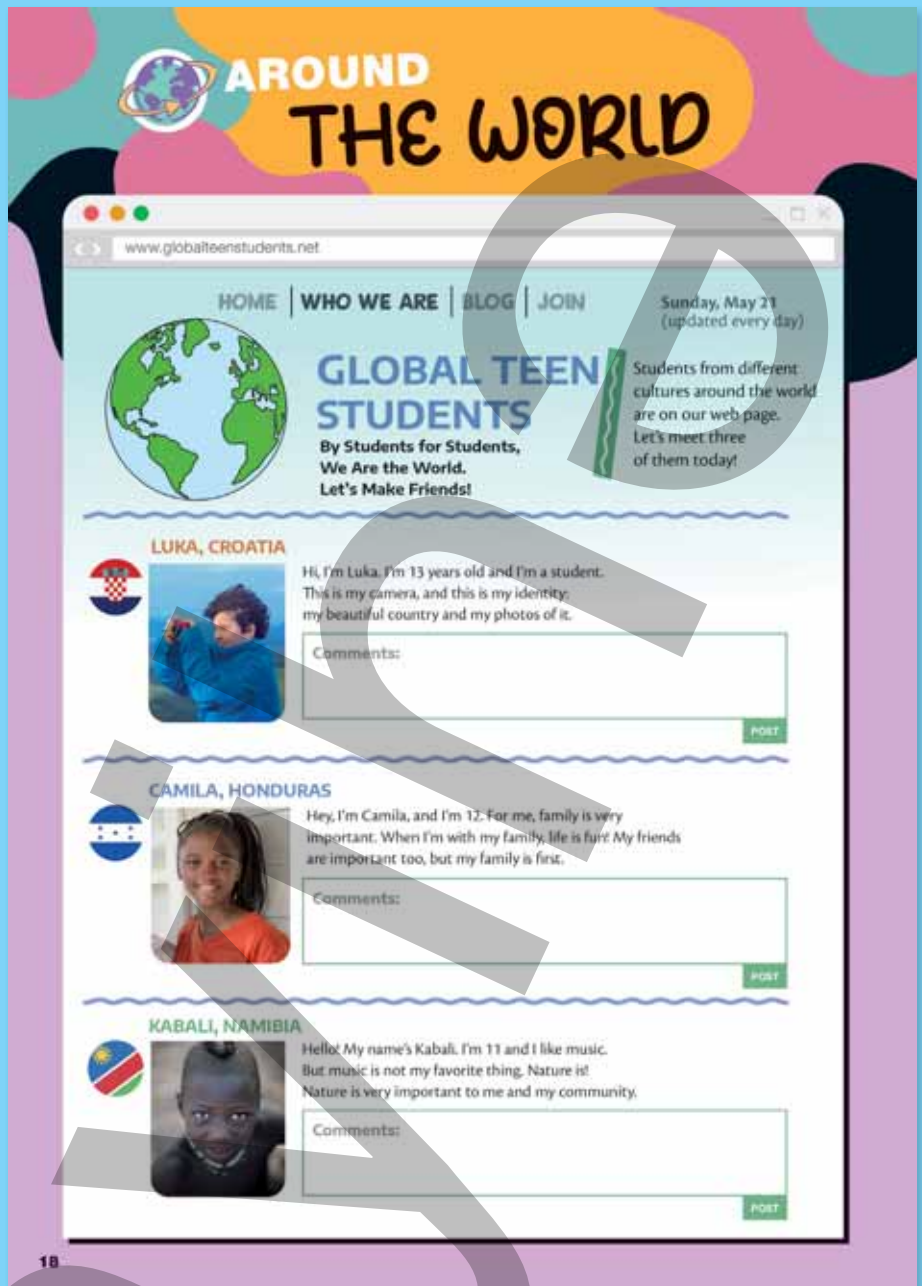 AROUND
THE WORLD
www.globalteenstudents.net
HOME | WHO WE ARE | BLOG | JOIN
Sunday, May 21
(updated every day)
GLOBAL TEEN
STUDENTS
By Students for Students,
We Are the World.
Let's Make Friends!
Students from different
cultures around the world
are on our web page.
Let's meet three
of them today!
LUKA, CROATIA
Hi, I'm Luka. I'm 13 years old and I'm a student.
This is my camera, and this is my identity:
my beautiful country and my photos of it.
Comments:
POST
CAMILA, HONDURAS
Hey, I'm Camila, and I'm 12. For me, family is very
important. When I'm with my family, life is fun! My friends
are important too, but my family is first.
Comments:
POST
KABALI, NAMIBIA
Hello! My name's Kabali. I'm 11 and I like music.
But music is not my favorite thing. Nature is!
Nature is very important to me and my community.
Comments:
POST
18